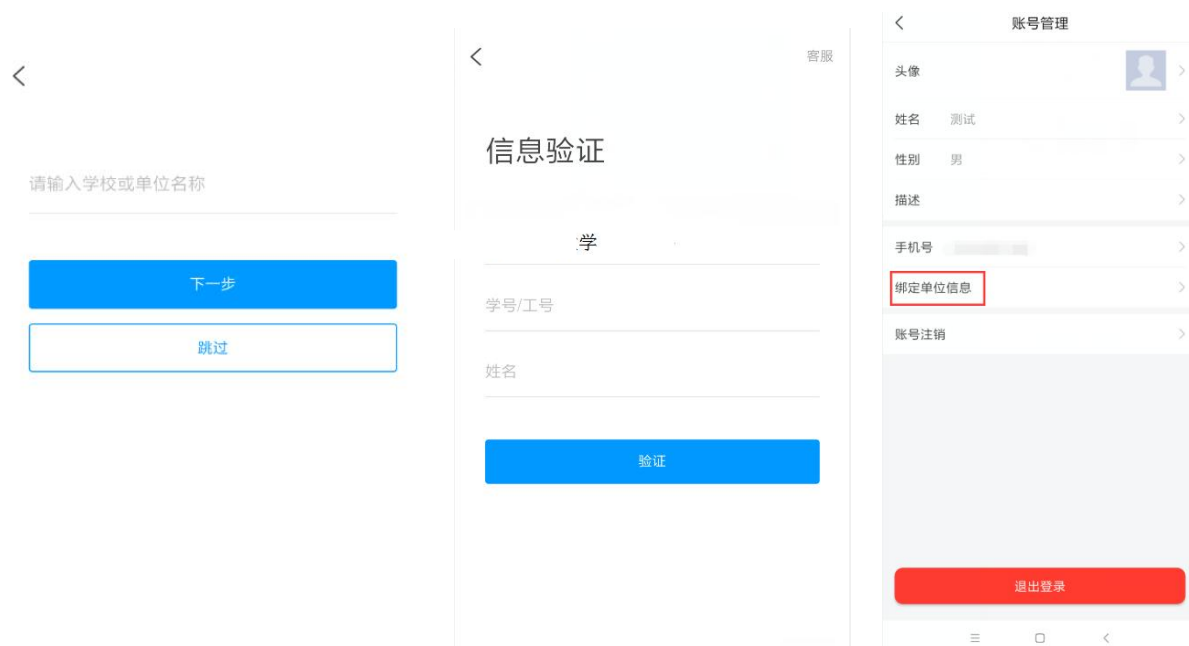 请输入学校或单位名称
下一步
跳过
客服
信息验证
学
学号/工号
姓名
验证
账号管理
头像
姓名 测试
性别 男
描述
手机号
绑定单位信息
账号注销
退出登录